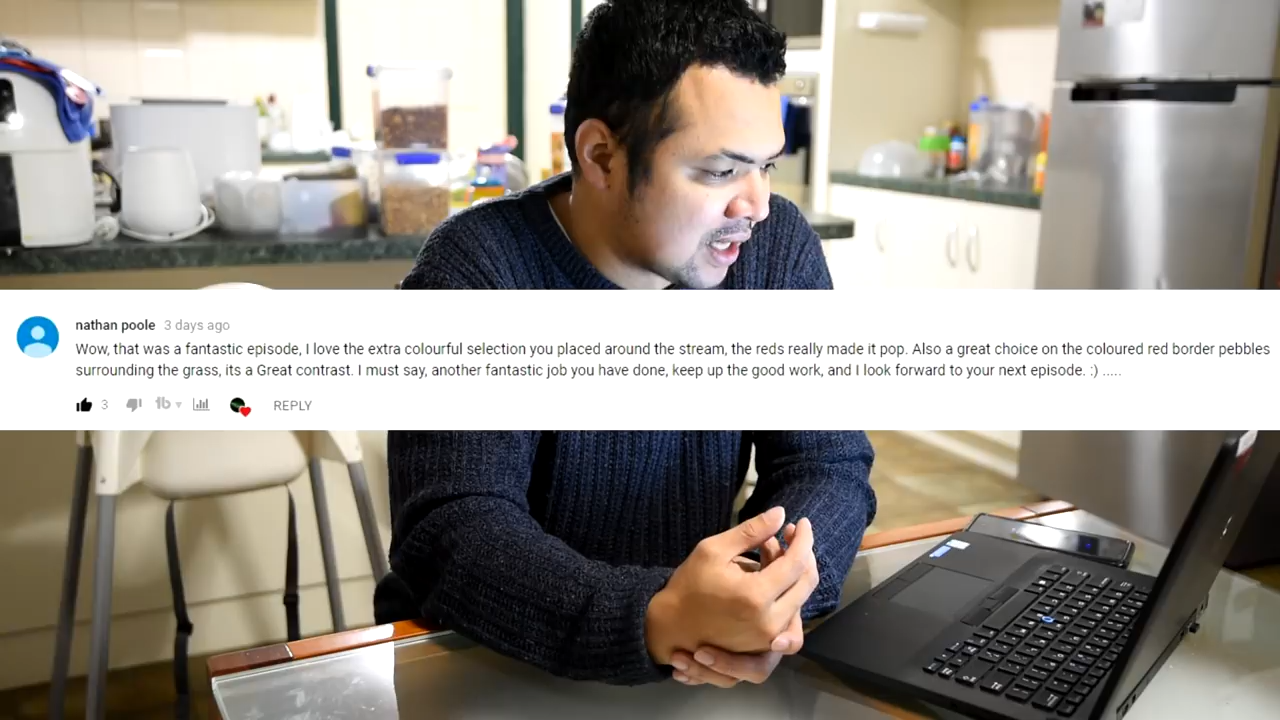 nathan poole 3 days ago
Wow, that was a fantastic episode, I love the extra colourful selection you placed around the stream, the reds really made it pop. Also a great choice on the coloured red border pebbles
surrounding the grass, its a Great contrast. I must say, another fantastic job you have done, keep up the good work, and I look forward to your next episode. :) .....
3 tb REPLY